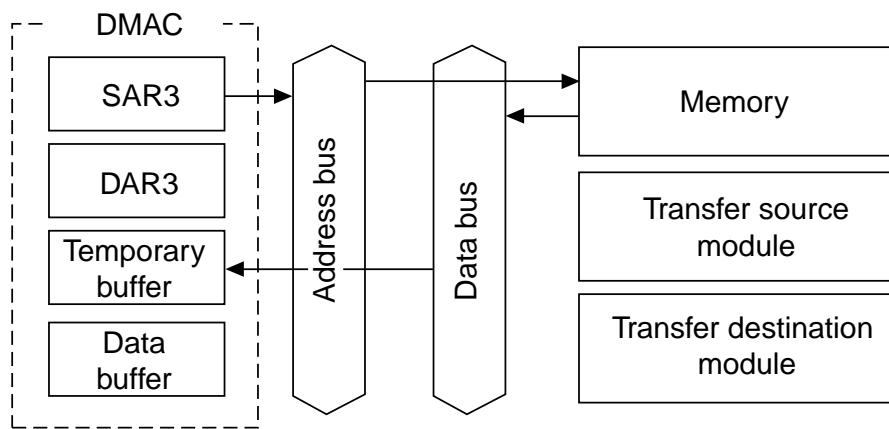 DMAC
SAR3
DAR3
Temporary
buffer
Data
buffer
Address bus
Data bus
Memory
Transfer source
module
Transfer destination
module